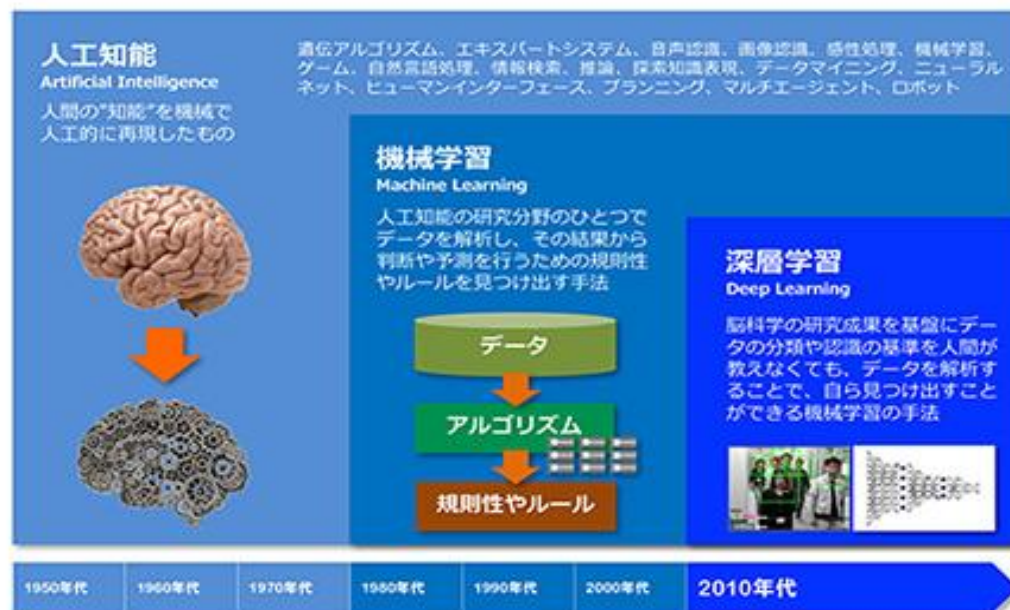 人工知能
Artificial Intelligence
人間の"知能"を機械で
人工的に再現したもの
遺伝アルゴリズム、エキスパートシステム、音声認識、画像認識、感性処理、機械学習、
ゲーム、自然言語処理、情報検索、推論、探索知識表現、データマイニング、ニューラル
ネット、ヒューマンインターフェース、プランニング、マルチエージェント、ロボット
機械学習
Machine Learning
人工知能の研究分野のひとつで
データを解析し、その結果から
判断や予測を行うための規則性
やルールを見つけ出す手法
データ
アルゴリズム
規則性やルール
深層学習
Deep Learning
脳科学の研究成果を基盤にデー
タの分類や認識の基準を人間が
教えなくても、データを解析す
ることで、自ら見つけ出すこと
ができる機械学習の手法
1950年代
1960年代
1970年代
1980年代
1990年代
2000年代
2010年代